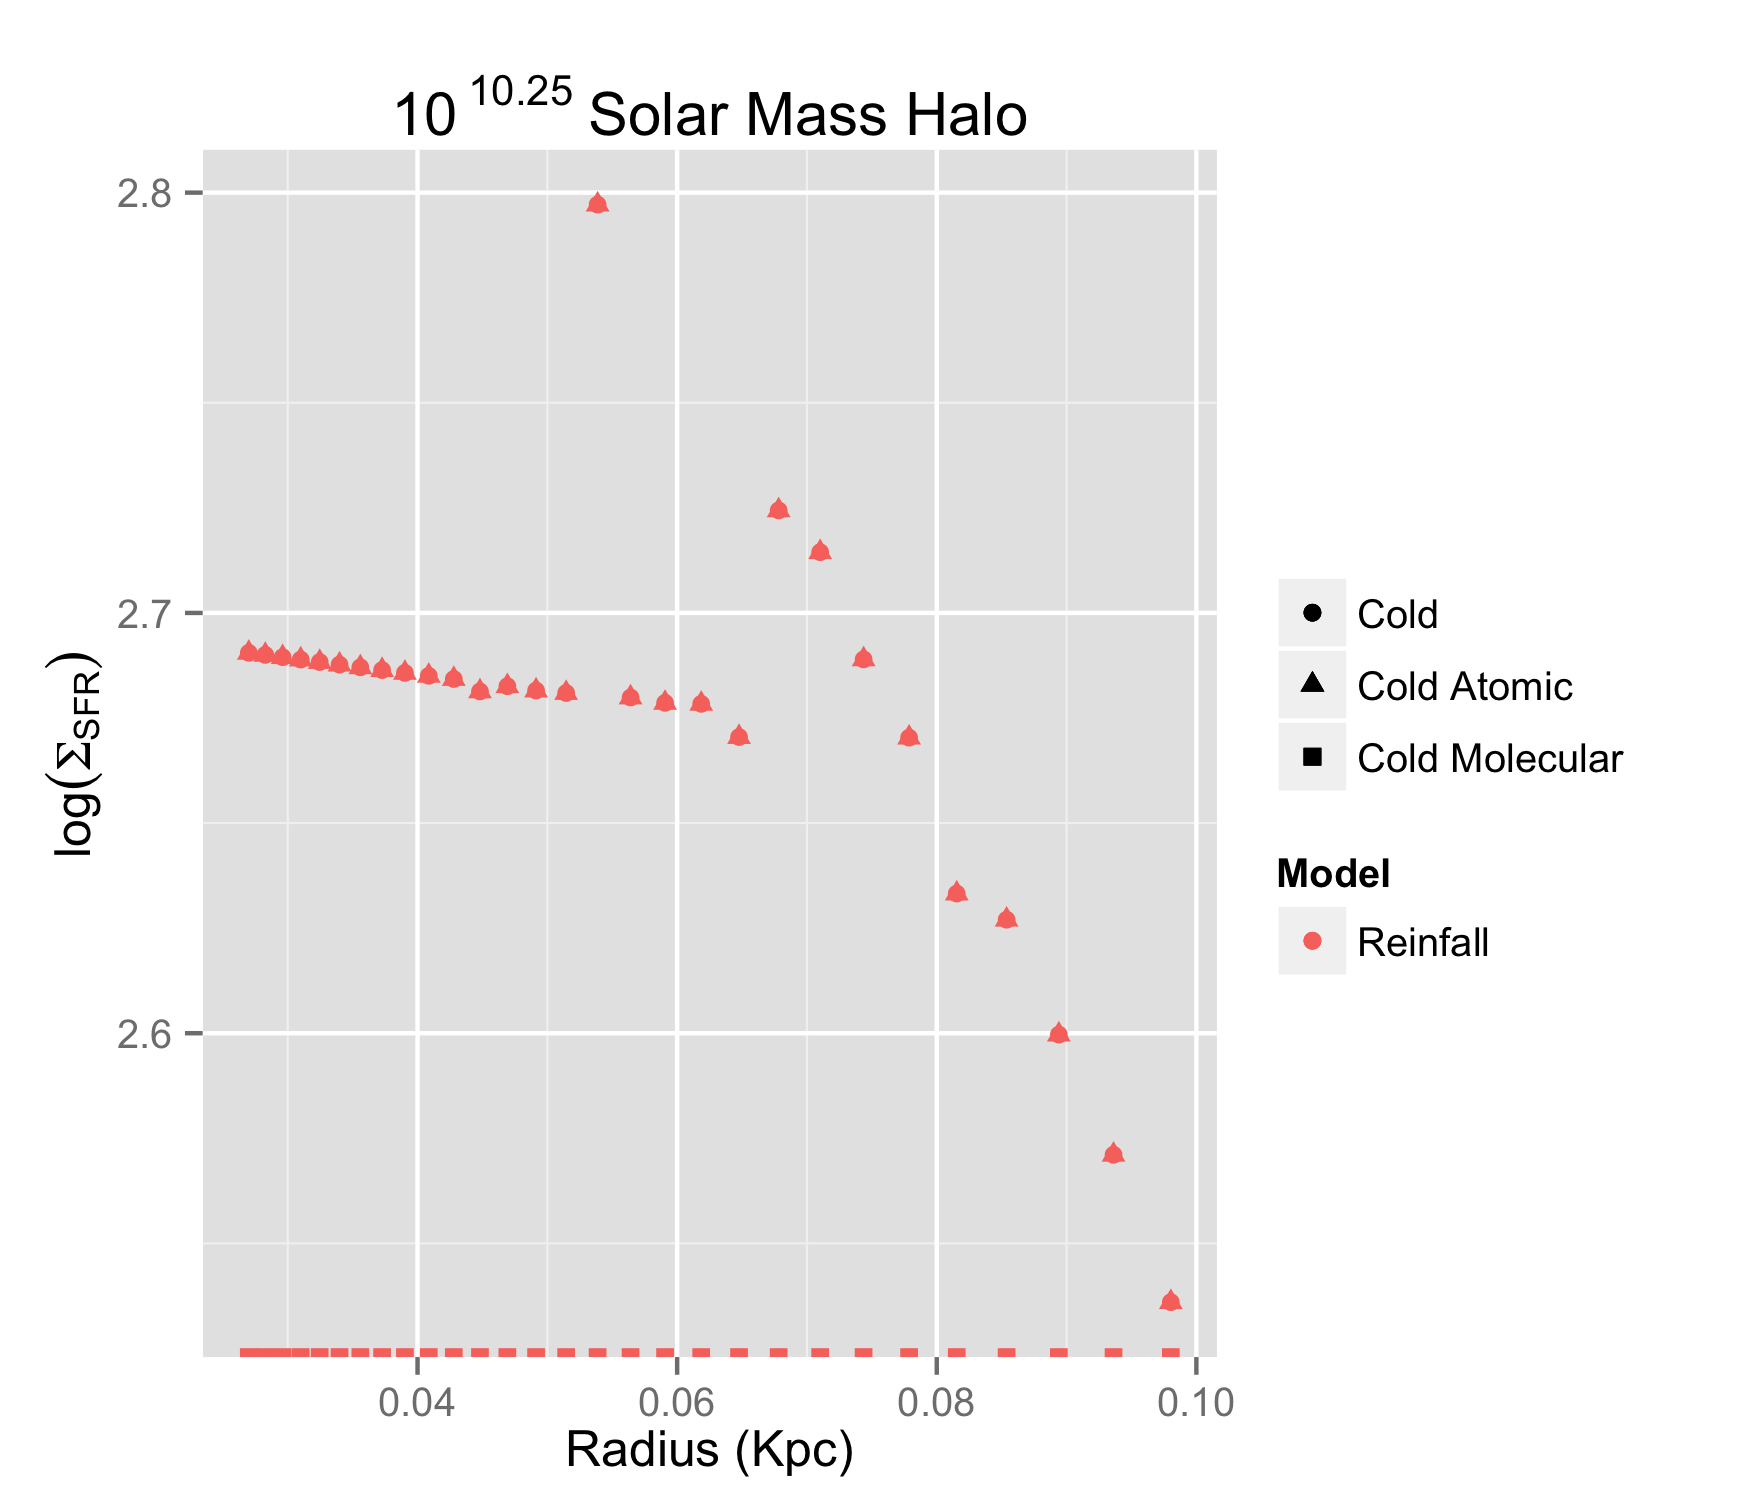 10 10.25 Solar Mass Halo
2.8
2.7
2.6
log(ΣSFR)
0.04 0.06 0.08 0.10
Radius (Kpc)
Cold
Cold Atomic
Cold Molecular
Model
Reinfall